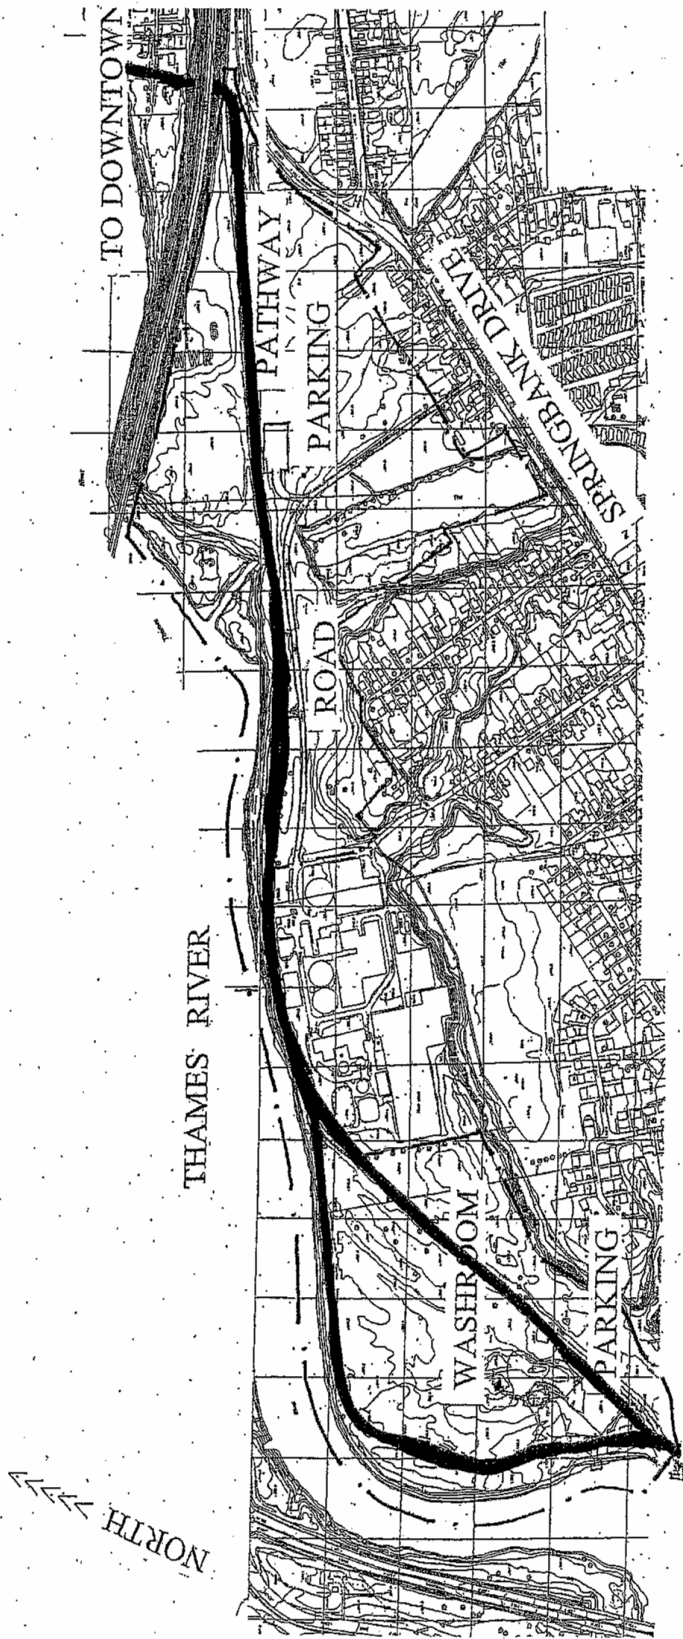 TO DOWNTOWN
PATHWAY
PARKING
SPRINGBANK DRIVE
ROAD
THAMES RIVER
WASHROOM
PARKING
NORTH